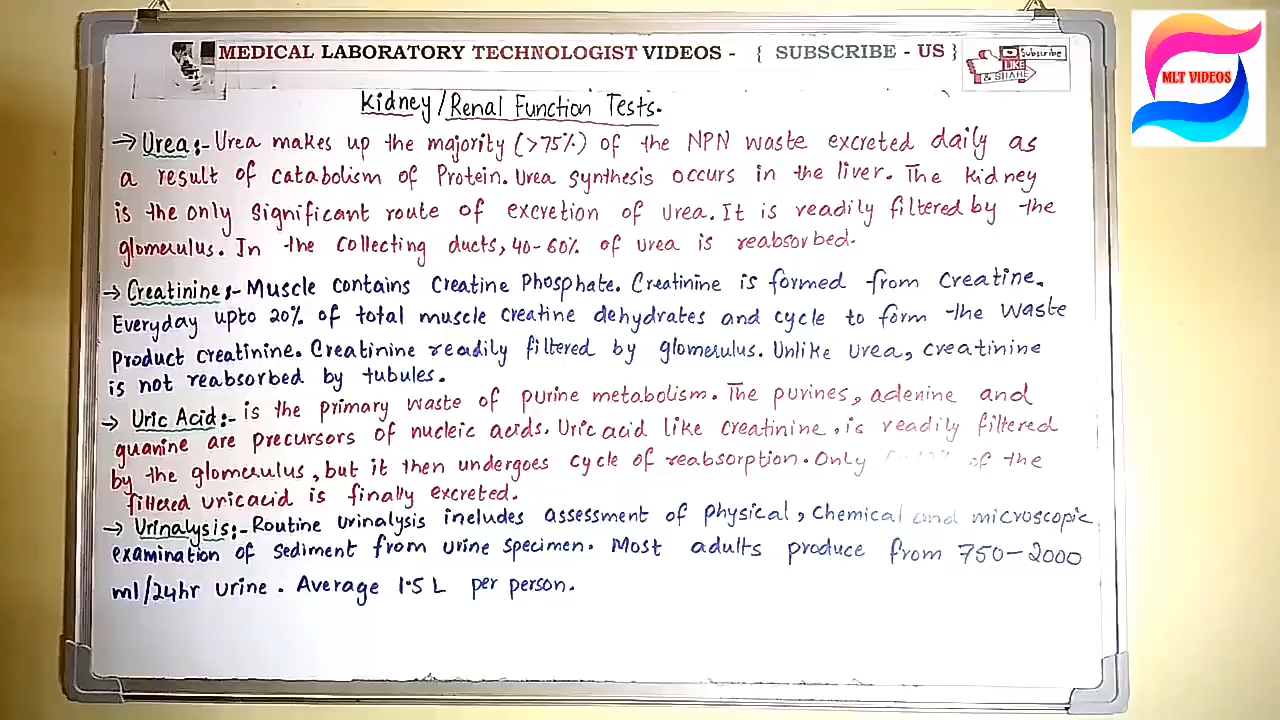 MEDICAL LABORATORY TECHNOLOGIST VIDEOS - { SUBSCRIBE - US }
Subscribe
LIKE
& SHARE
MLT VIDEOS
Kidney/Renal Function Tests.
→ Urea:- Urea makes up the majority (>75%) of the NPN waste excreted daily as
a result of catabolism of Protein. Urea synthesis occurs in the liver. The Kidney
is the only significant route of excretion of urea. It is readily filtered by the
glomerulus. In the collecting ducts, 40-60% of urea is reabsorbed.
→ Creatinine:- Muscle contains Creatine Phosphate. Creatinine is formed from Creatine.
Everyday upto 20% of total muscle creatine dehydrates and cycle to form the waste
Product creatinine. Creatinine readily filtered by glomerulus. Unlike urea, creatinine
is not reabsorbed by tubules.
→ Uric Acid:- is the primary waste of purine metabolism. The purines, adenine and
guanine are precursors of nucleic acids. Uric acid like creatinine, is readily filtered
by the glomerulus, but it then undergoes cycle of reabsorption. Only of the
filtered uric acid is finally excreted.
→ Urinalysis:- Routine urinalysis includes assessment of physical, chemical and microscopic
examination of sediment from urine specimen. Most adults produce from 750-2000
ml/24hr urine. Average 1.5 L per person.